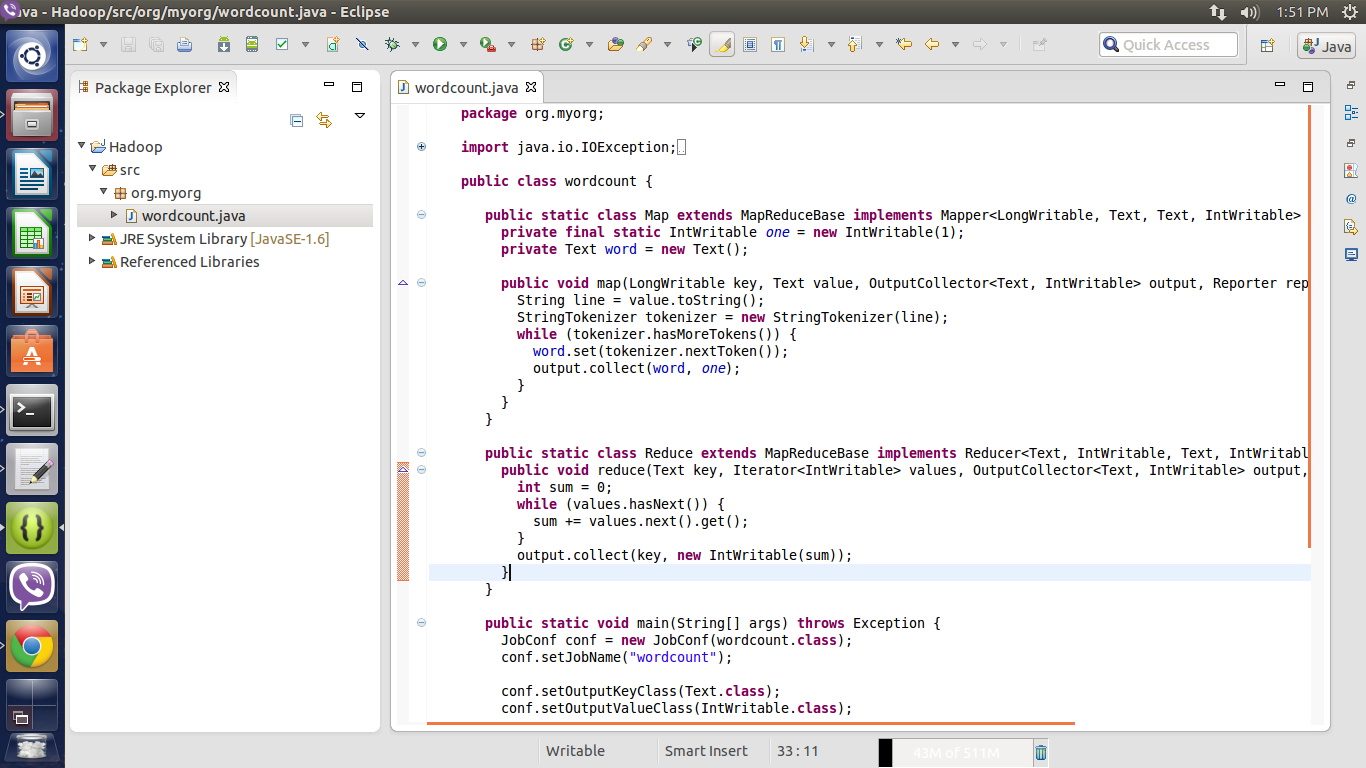 ava - Hadoop/src/org/myorg/wordcount.java - Eclipse
1:51 PM
Quick Access
Java
Package Explorer
wordcount.java
Hadoop
src
org.myorg
wordcount.java
JRE System Library [JavaSE-1.6]
Referenced Libraries
package org.myorg;
import java.io.IOException;
public class wordcount {
public static class Map extends MapReduceBase implements Mapper<LongWritable, Text, Text, IntWritable>
private final static IntWritable one = new IntWritable(1);
private Text word = new Text();
public void map(LongWritable key, Text value, OutputCollector<Text, IntWritable> output, Reporter rep
String line = value.toString();
StringTokenizer tokenizer = new StringTokenizer(line);
while (tokenizer.hasMoreTokens()) {
word.set(tokenizer.nextToken());
output.collect(word, one);
}
}
}
public static class Reduce extends MapReduceBase implements Reducer<Text, IntWritable, Text, IntWritabl
public void reduce(Text key, Iterator<IntWritable> values, OutputCollector<Text, IntWritable> output,
int sum = 0;
while (values.hasNext()) {
sum += values.next().get();
}
output.collect(key, new IntWritable(sum));
}
}
public static void main(String[] args) throws Exception {
JobConf conf = new JobConf(wordcount.class);
conf.setJobName("wordcount");
conf.setOutputKeyClass(Text.class);
conf.setOutputValueClass(IntWritable.class);
Writable
Smart Insert
33 : 11
43M of 511M